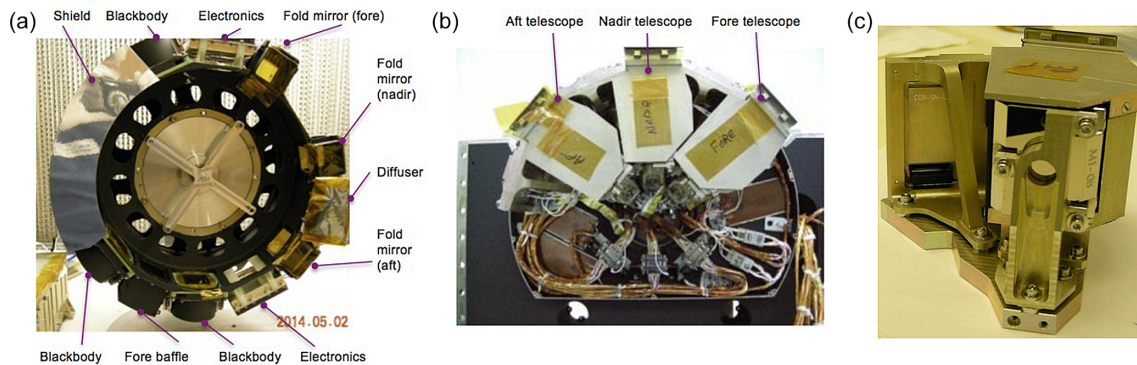 (a)
Shield
Blackbody
Electronics
Fold mirror (fore)
Fold
mirror
(nadir)
Diffuser
Fold
mirror
(aft)
Blackbody
Fore baffle
Blackbody
Electronics
2014.05.02
(b)
Aft telescope
Nadir telescope
Fore telescope
AFT
NADIR
FORE
(c)